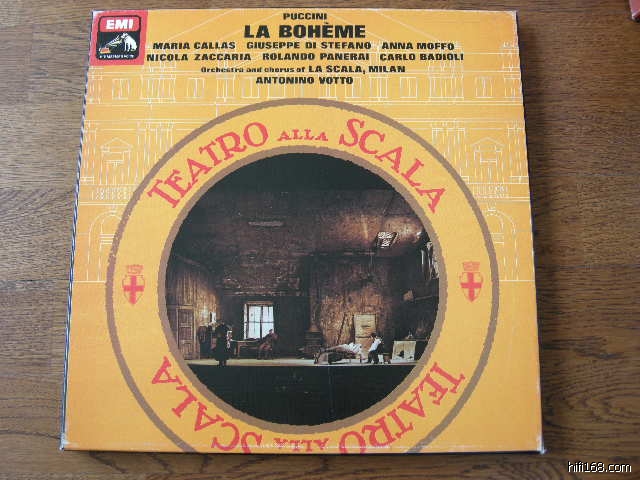 EMI
PUCCINI
LA BOHÈME
MARIA CALLAS GIUSEPPE DI STEFANO ANNA MOFFO
NICOLA ZACCARIA ROLANDO PANERAI CARLO BADIOLI
Orchestra and chorus of LA SCALA, MILAN
ANTONINO VOTTO
TEATRO ALLA SCALA
TEATRO ALLA SCALA
hifi168.com